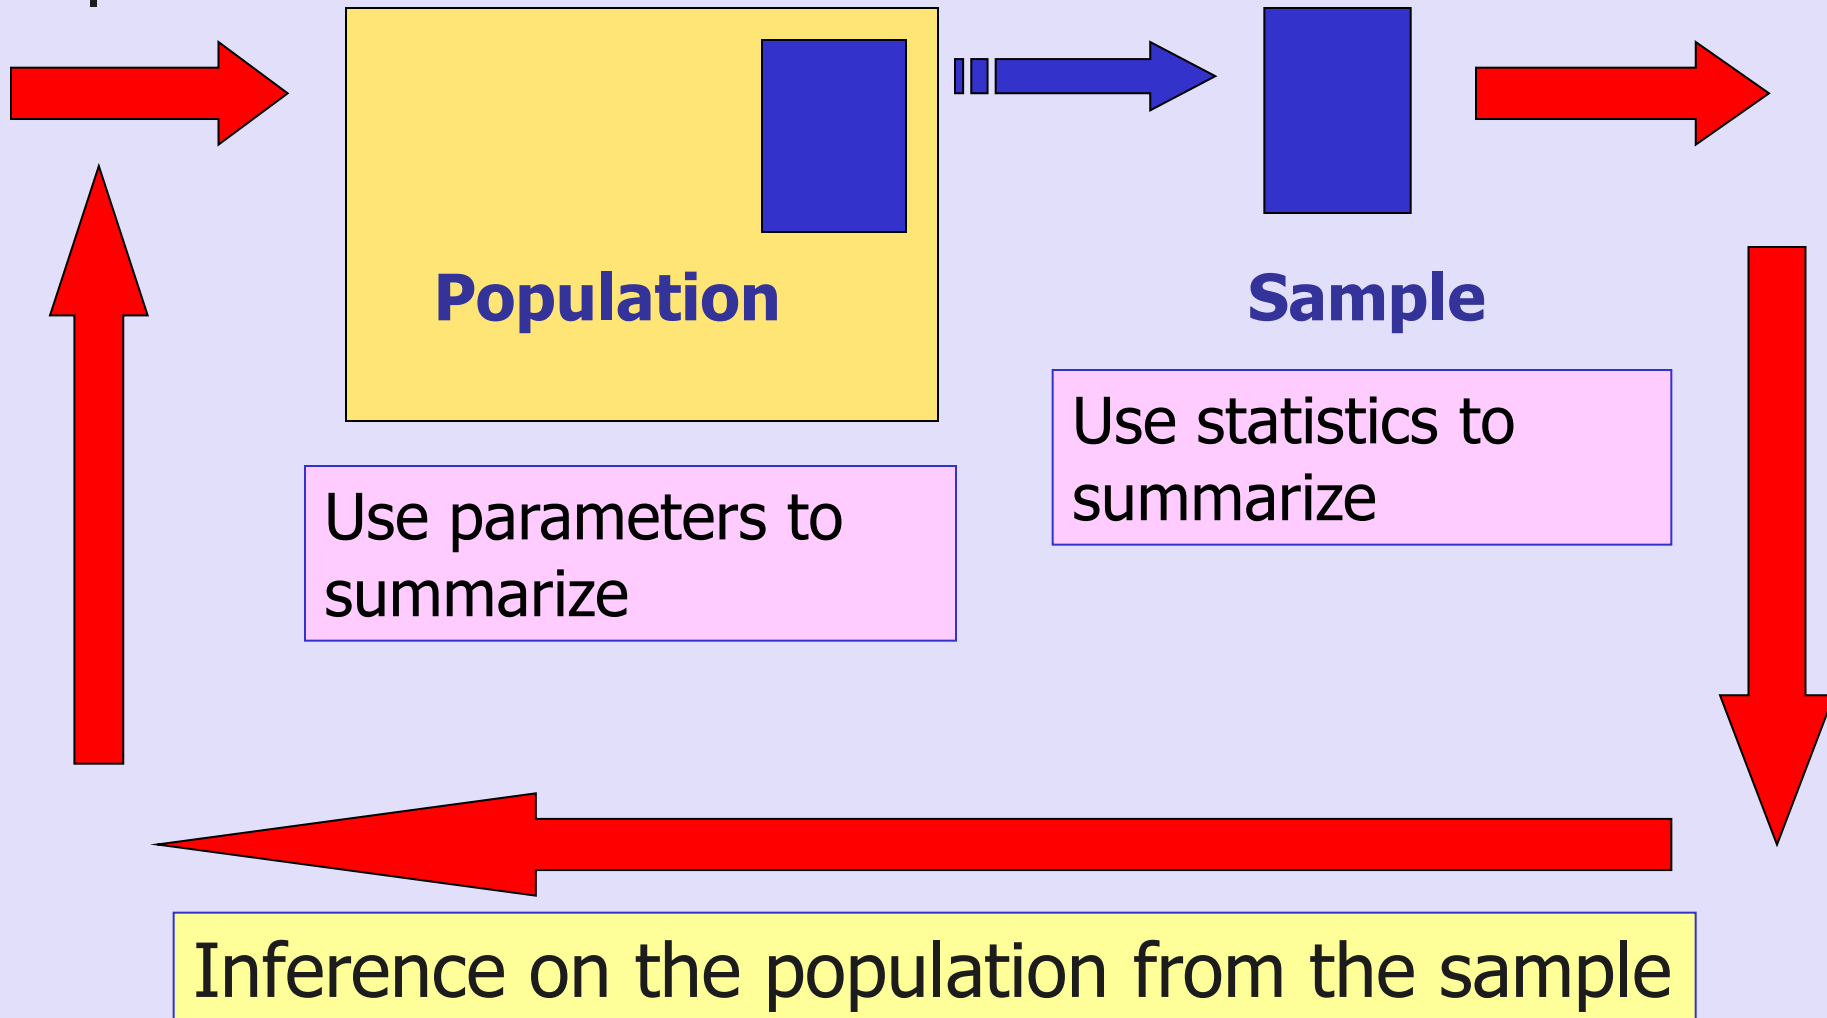 Population
Sample
Use statistics to
summarize
Use parameters to
summarize
Inference on the population from the sample